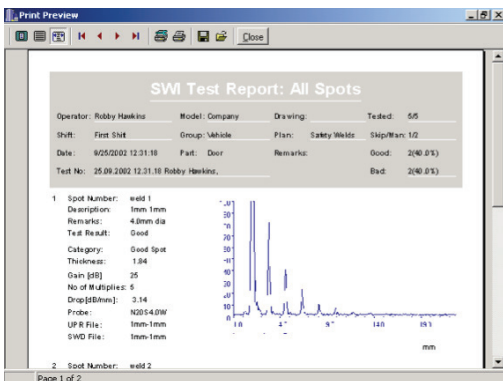 Print Preview
Close
SWI Test Report: All Spots
Operator: Robby Hawkins Model: Company Drawing: Tested: 5/5
Shift: First Shit Group: Vehicle Plan: Safety Welds Skip/Man: 1/2
Date: 9/25/2002 12:31:18 Part: Door Remarks: Good: 2(40.0%)
Test No: 25.09.2002 12.31.18 Robby Hawkins, Bad: 2(40.0%)
1 Spot Number: weld 1
Description: 1mm-1mm
Remarks: 4.0mm dia
Test Result: Good
Category: Good Spot
Thickness: 1.84
Gain [dB] 25
No of Multiplies: 5
Drop[dB/mm]: 3.14
Probe: N20S4.0W
UPR File: 1mm-1mm
SWD File: 1mm-1mm
mm
2 Spot Number: weld 2
Page 1 of 2